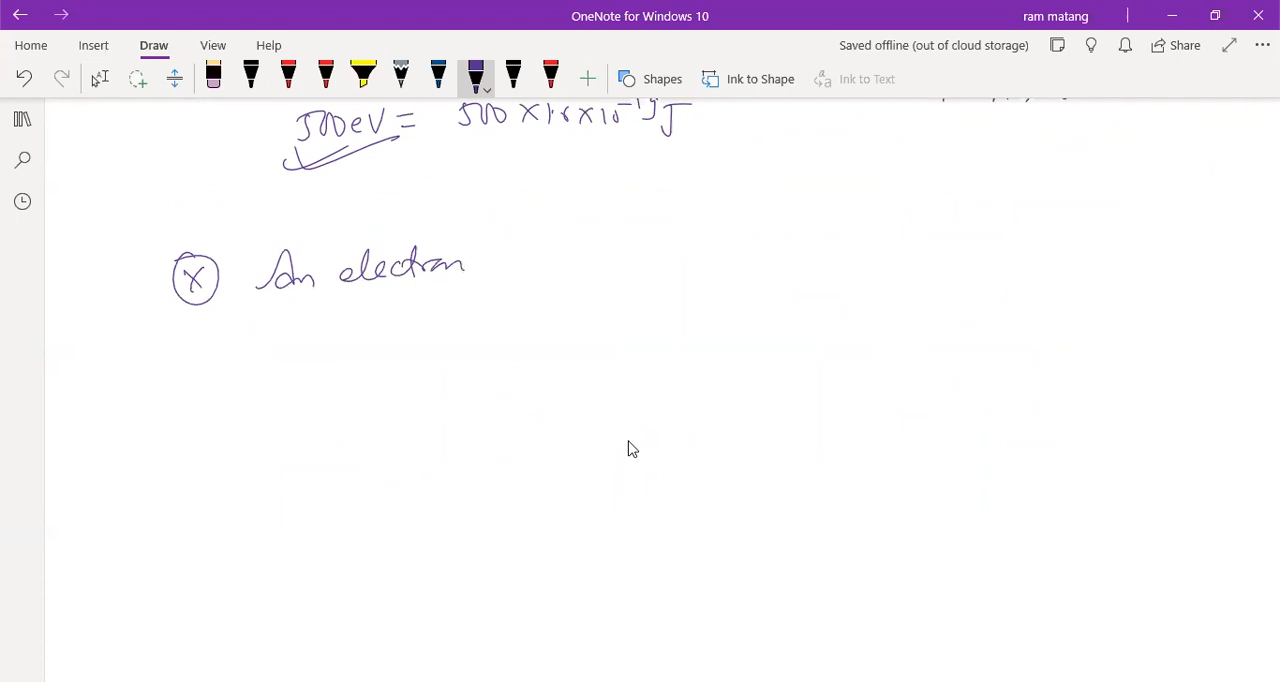 OneNote for Windows 10
ram matang
Home Insert Draw View Help
Saved offline (out of cloud storage)
Share
Shapes
Ink to Shape
Ink to Text
500eV = 500 × 1.6 × 10⁻¹⁹ J
X An electron